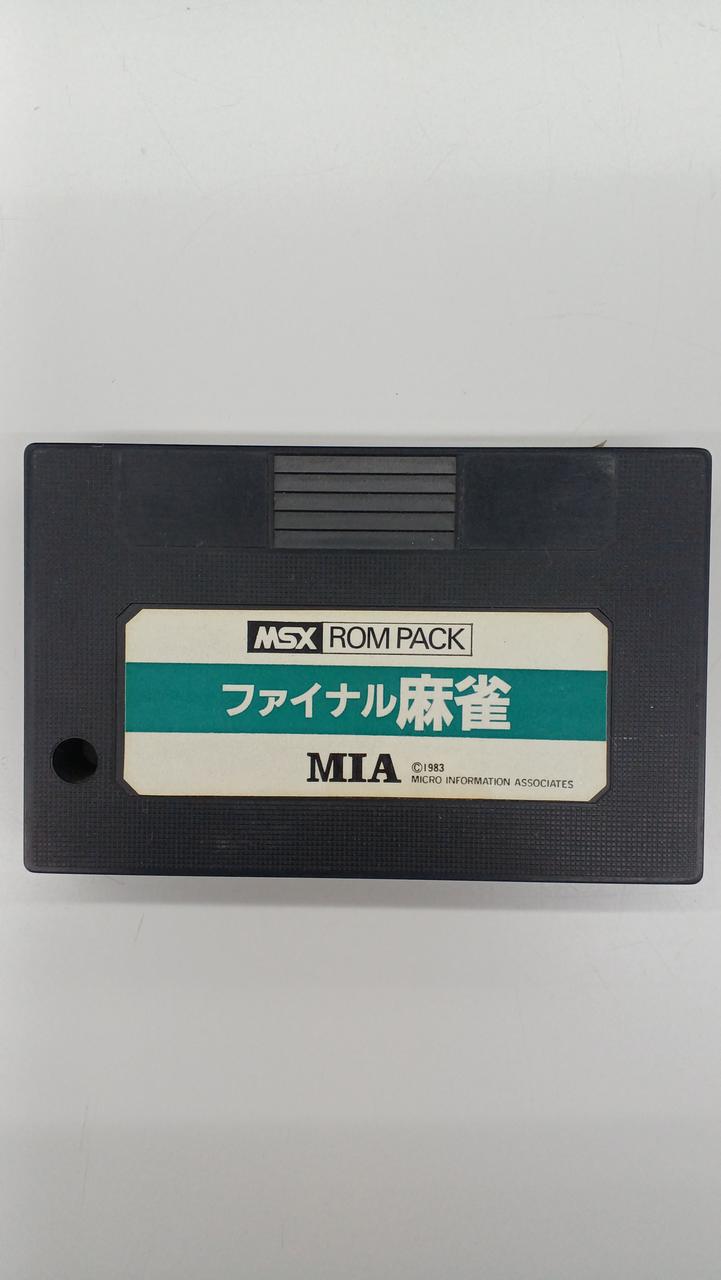 MSX ROM PACK
ファイナル麻雀
MIA ©1983
MICRO INFORMATION ASSOCIATES